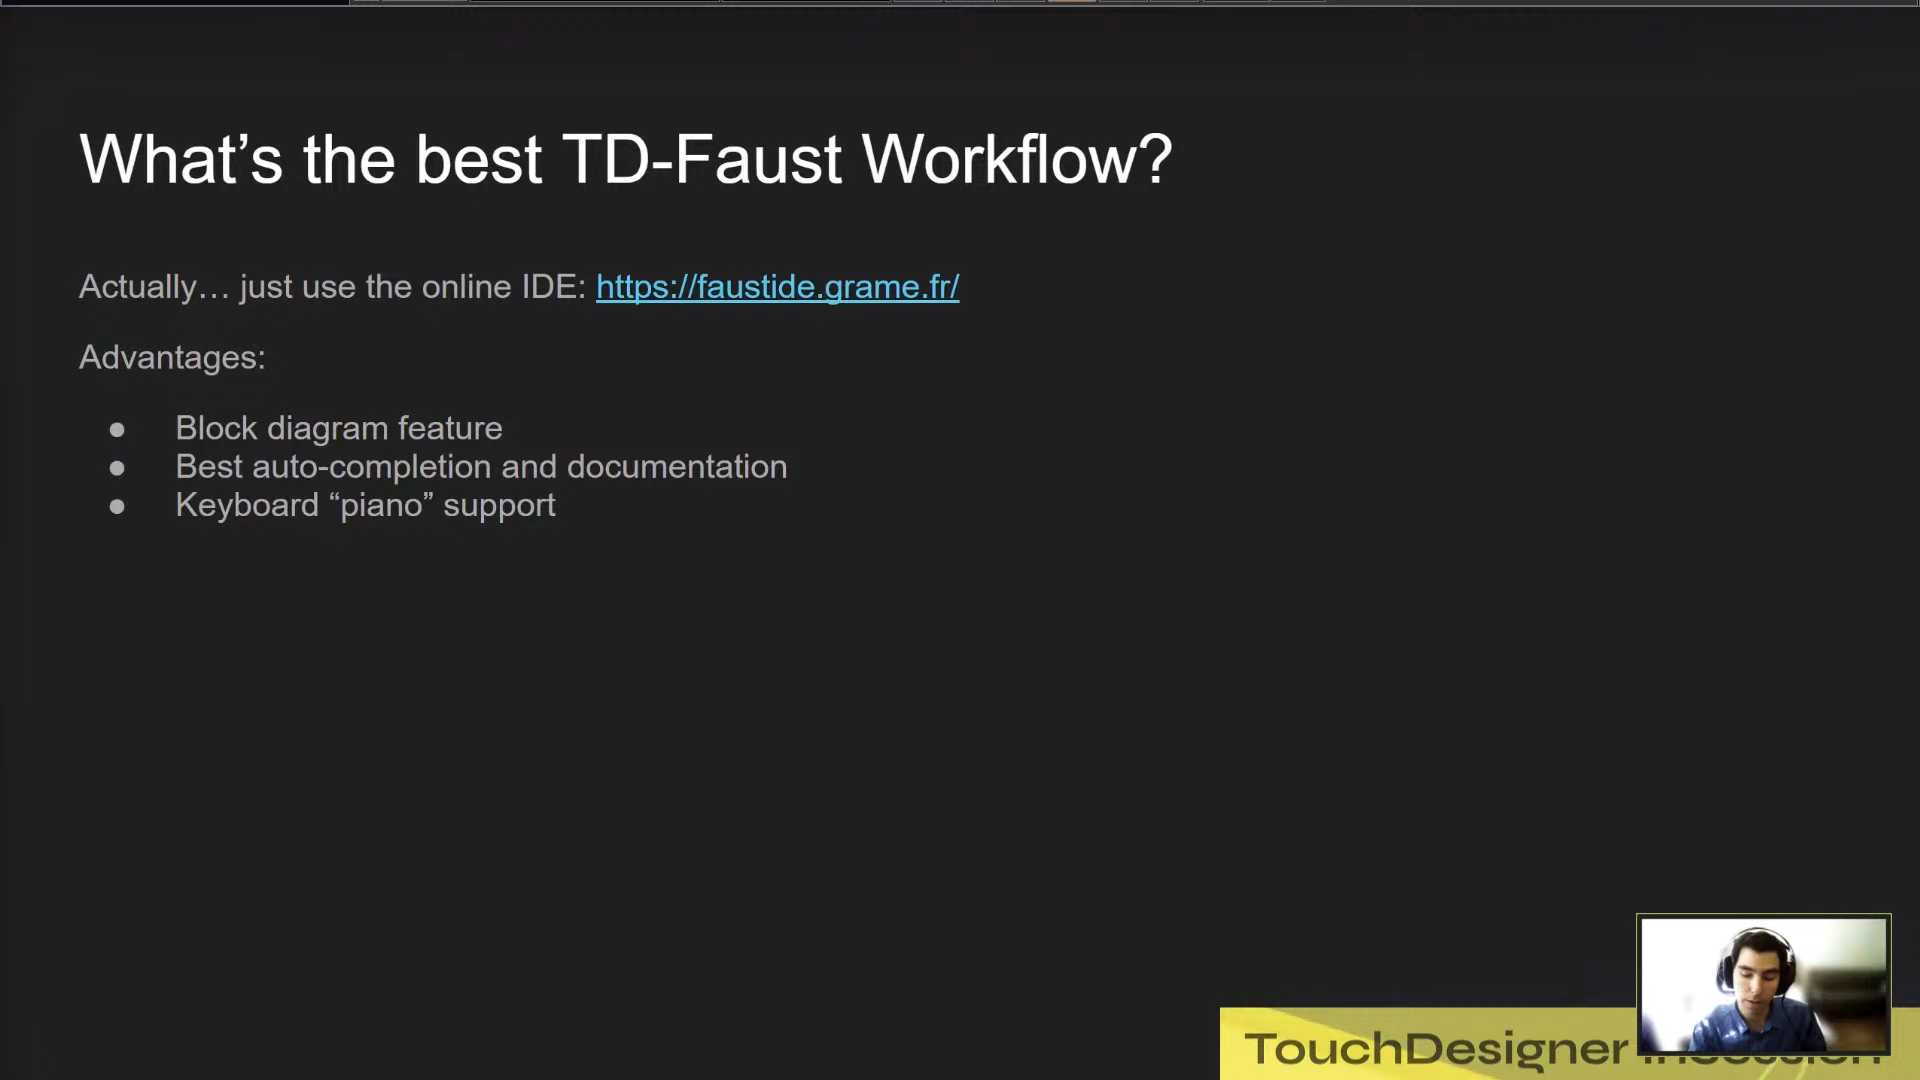 What’s the best TD-Faust Workflow?
Actually… just use the online IDE: https://faustide.grame.fr/
Advantages:
● Block diagram feature
● Best auto-completion and documentation
● Keyboard “piano” support
TouchDesigner